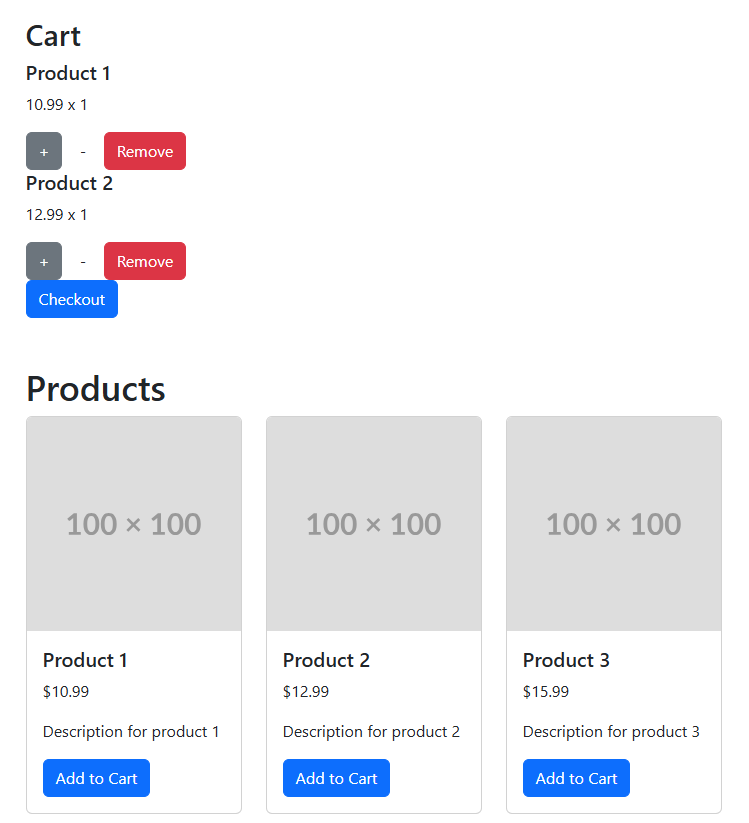 Cart
Product 1
10.99 x 1
+ - Remove
Product 2
12.99 x 1
+ - Remove
Checkout
Products
100 × 100
100 × 100
100 × 100
Product 1
$10.99
Description for product 1
Add to Cart
Product 2
$12.99
Description for product 2
Add to Cart
Product 3
$15.99
Description for product 3
Add to Cart